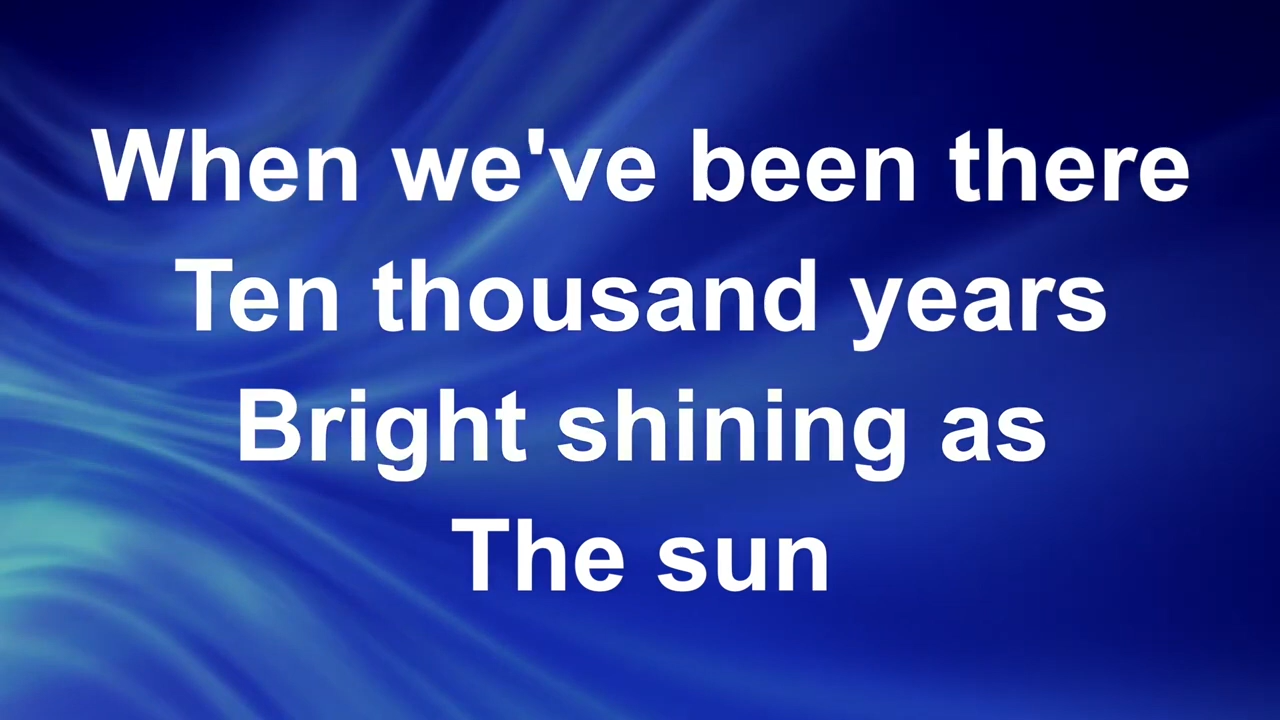 When we've been there
Ten thousand years
Bright shining as
The sun